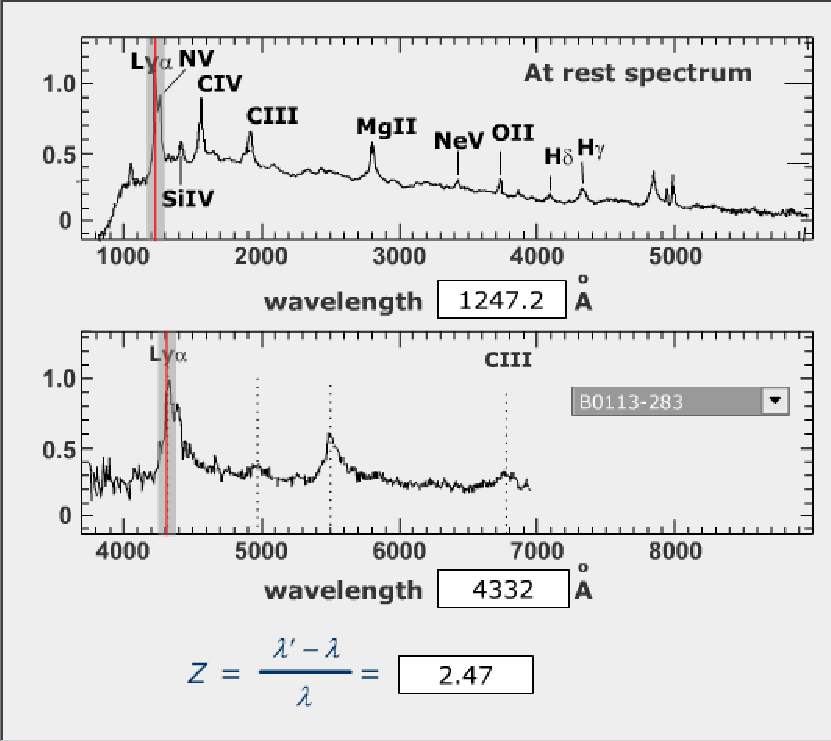 Lyα NV
At rest spectrum
CIV
CIII
MgII
NeV OII
Hδ Hγ
SiIV
1.0
0.5
0
1000 2000 3000 4000 5000
wavelength 1247.2 Å
Lyα
CIII
1.0
0.5
0
B0113-283
4000 5000 6000 7000 8000
wavelength 4332 Å
Z = λ' – λ / λ = 2.47